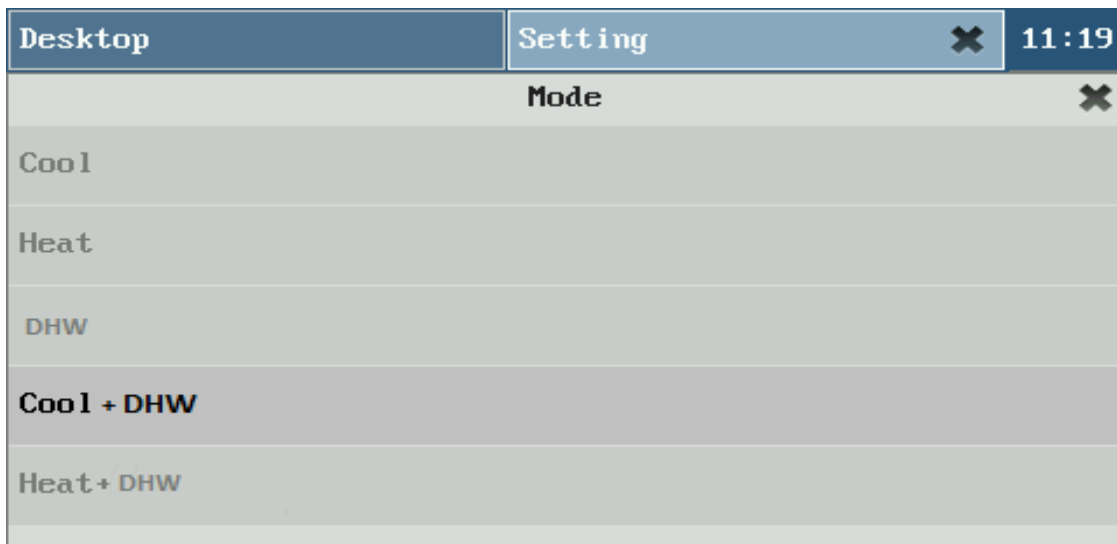 Desktop Setting 11:19
Mode
Cool
Heat
DHW
Cool + DHW
Heat+ DHW